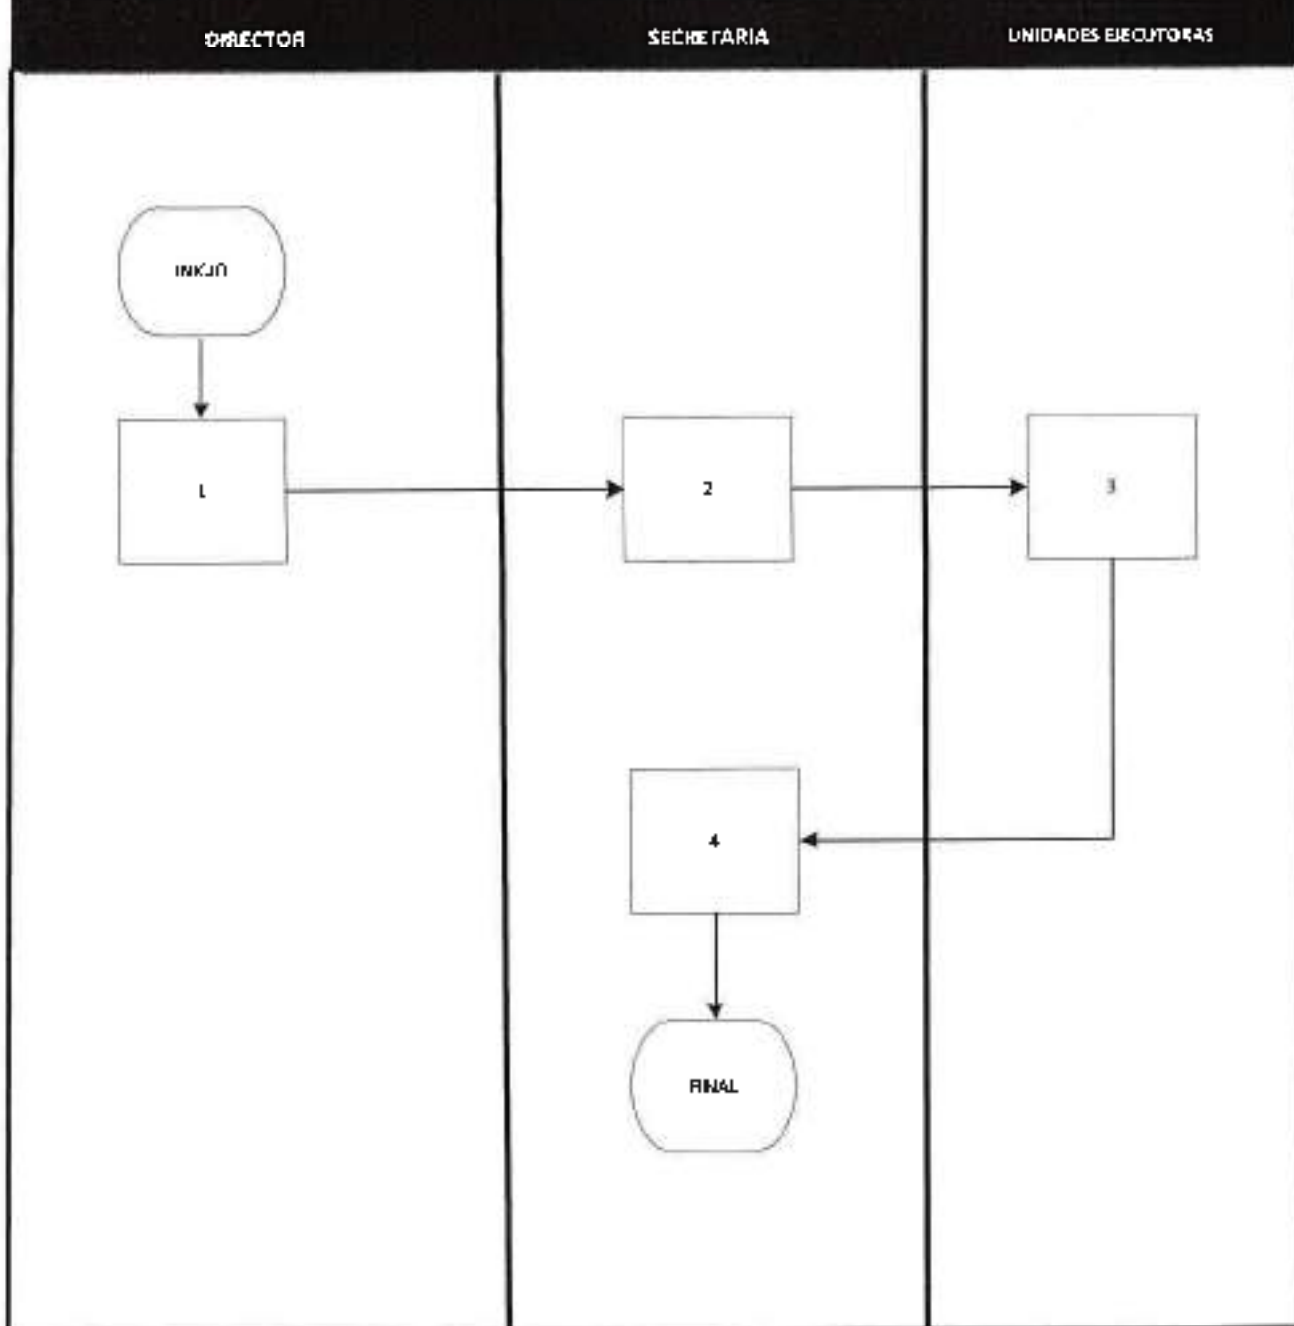 DIRECTOR
SECRETARIA
UNIDADES EJECUTORAS
INICIO
1
2
3
4
FINAL